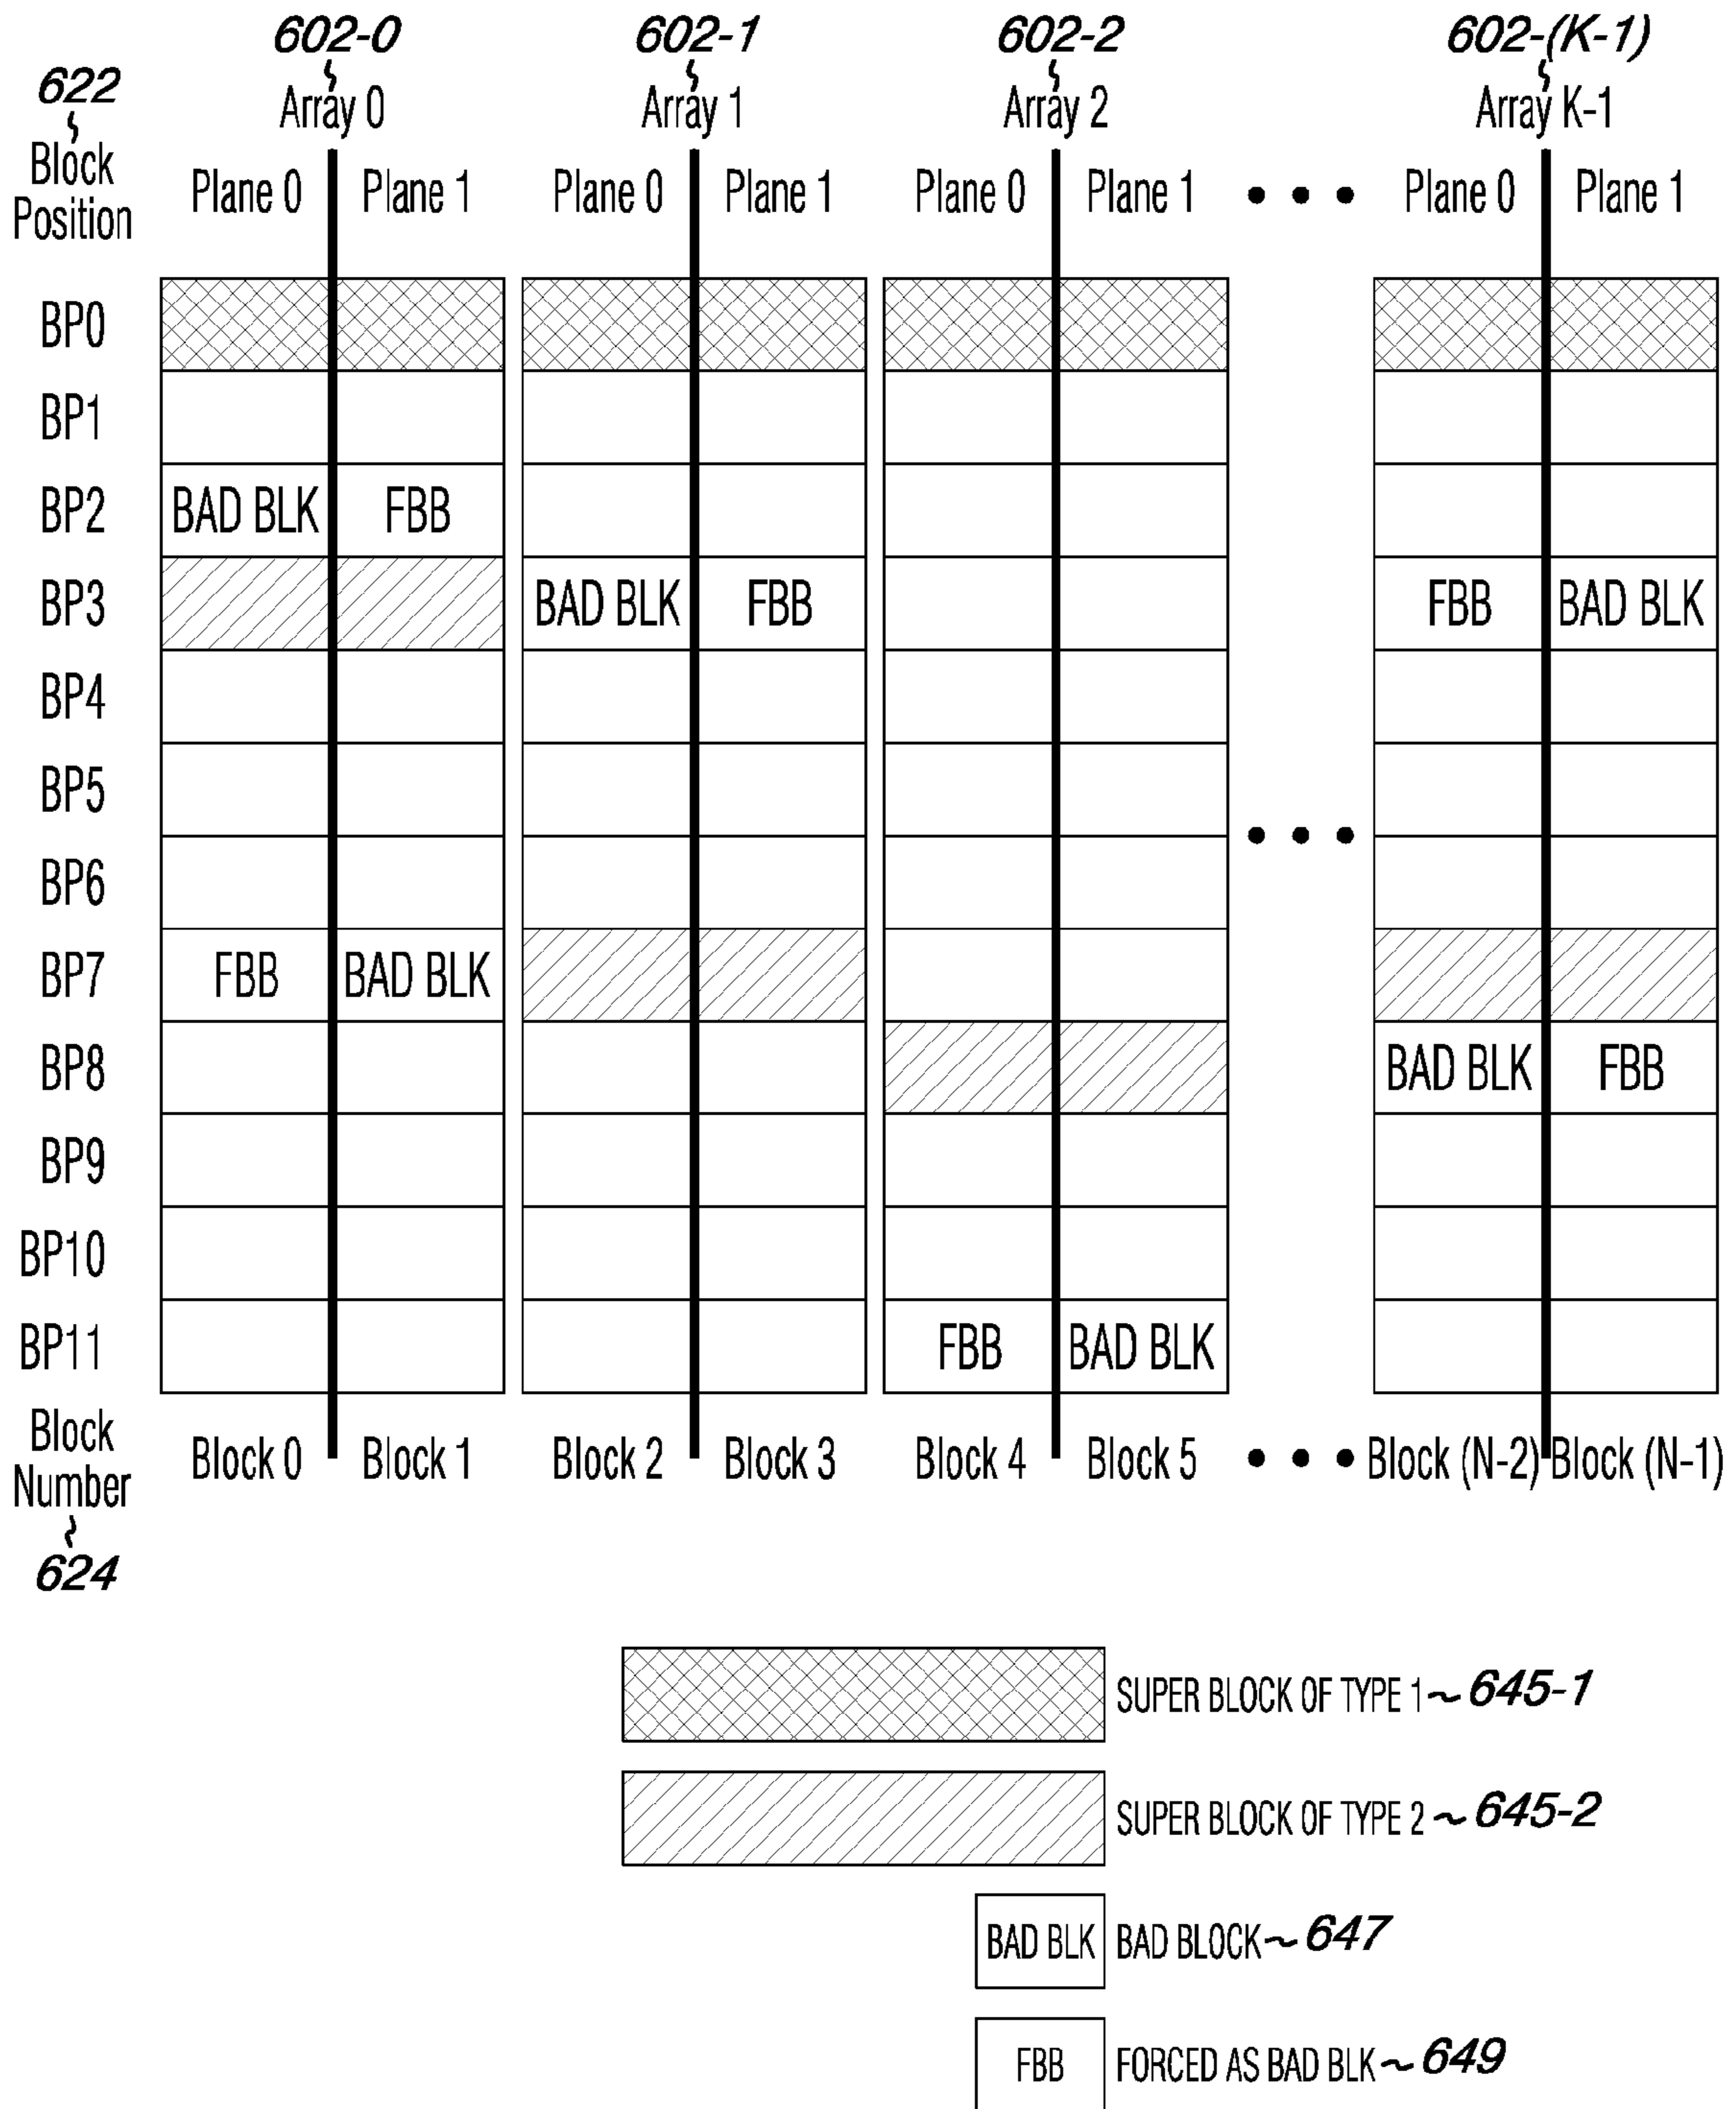 602-0 602-1 602-2 602-(K-1)
622 Array 0 Array 1 Array 2 Array K-1
Block
Position
Plane 0 Plane 1 Plane 0 Plane 1 Plane 0 Plane 1 • • • Plane 0 Plane 1
BP0
BP1
BP2 BAD BLK FBB
BP3 BAD BLK FBB FBB BAD BLK
BP4
BP5
BP6
• • •
BP7 FBB BAD BLK
BP8 BAD BLK FBB
BP9
BP10
BP11 FBB BAD BLK
Block
Number
Block 0 Block 1 Block 2 Block 3 Block 4 Block 5 • • • Block (N-2) Block (N-1)
624
SUPER BLOCK OF TYPE 1 ~ 645-1
SUPER BLOCK OF TYPE 2 ~ 645-2
BAD BLK BAD BLOCK ~ 647
FBB FORCED AS BAD BLK ~ 649